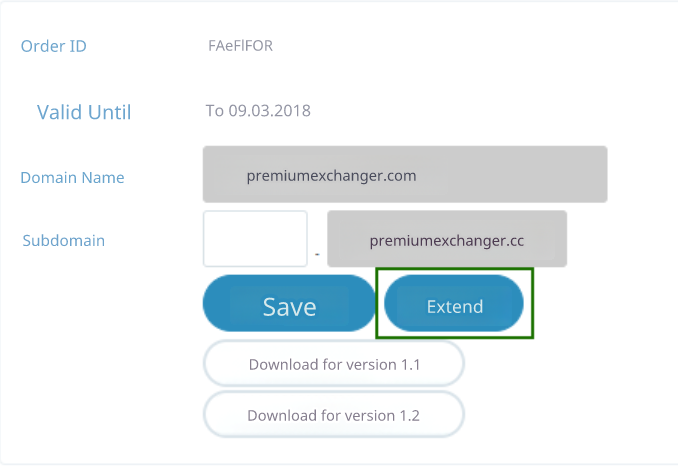 Order ID FAeFlFOR
Valid Until To 09.03.2018
Domain Name premiumexchanger.com
Subdomain - premiumexchanger.cc
Save Extend
Download for version 1.1
Download for version 1.2